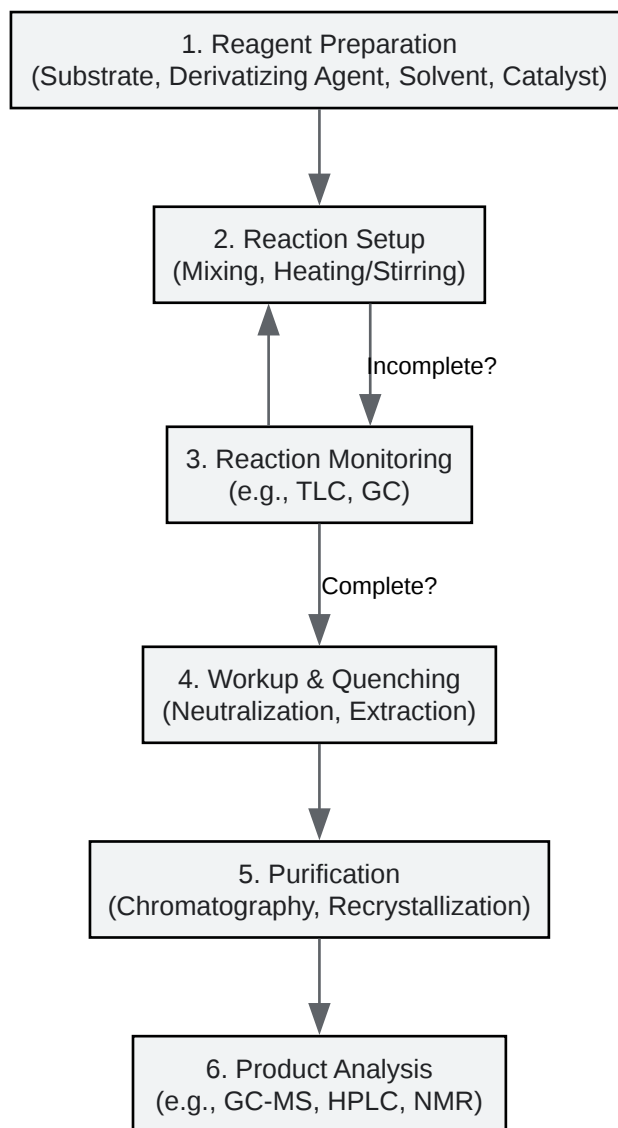 1. Reagent Preparation
(Substrate, Derivatizing Agent, Solvent, Catalyst)
2. Reaction Setup
(Mixing, Heating/Stirring)
Incomplete?
3. Reaction Monitoring
(e.g., TLC, GC)
Complete?
4. Workup & Quenching
(Neutralization, Extraction)
5. Purification
(Chromatography, Recrystallization)
6. Product Analysis
(e.g., GC-MS, HPLC, NMR)